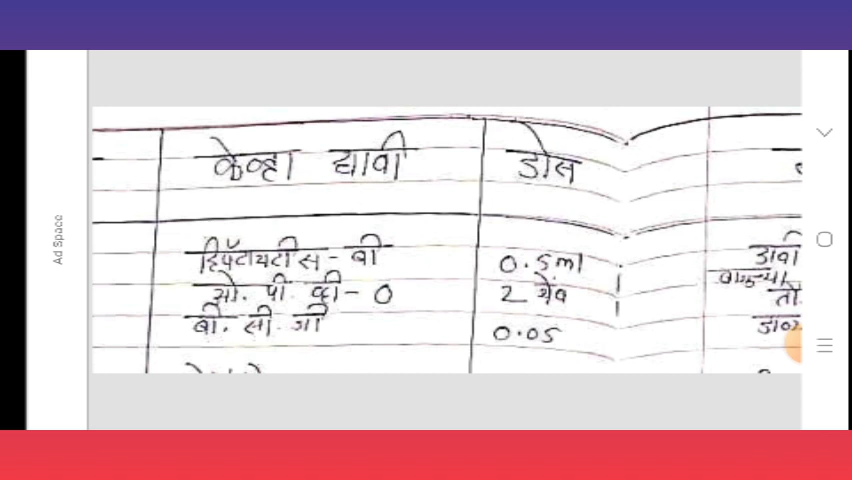 Ad Space
केव्हा द्यावी डोस
हिपॅटायटीस - बी 0.5ml
ओ. पी. व्ही - 0 2 थेंब
बी. सी. जी 0.05